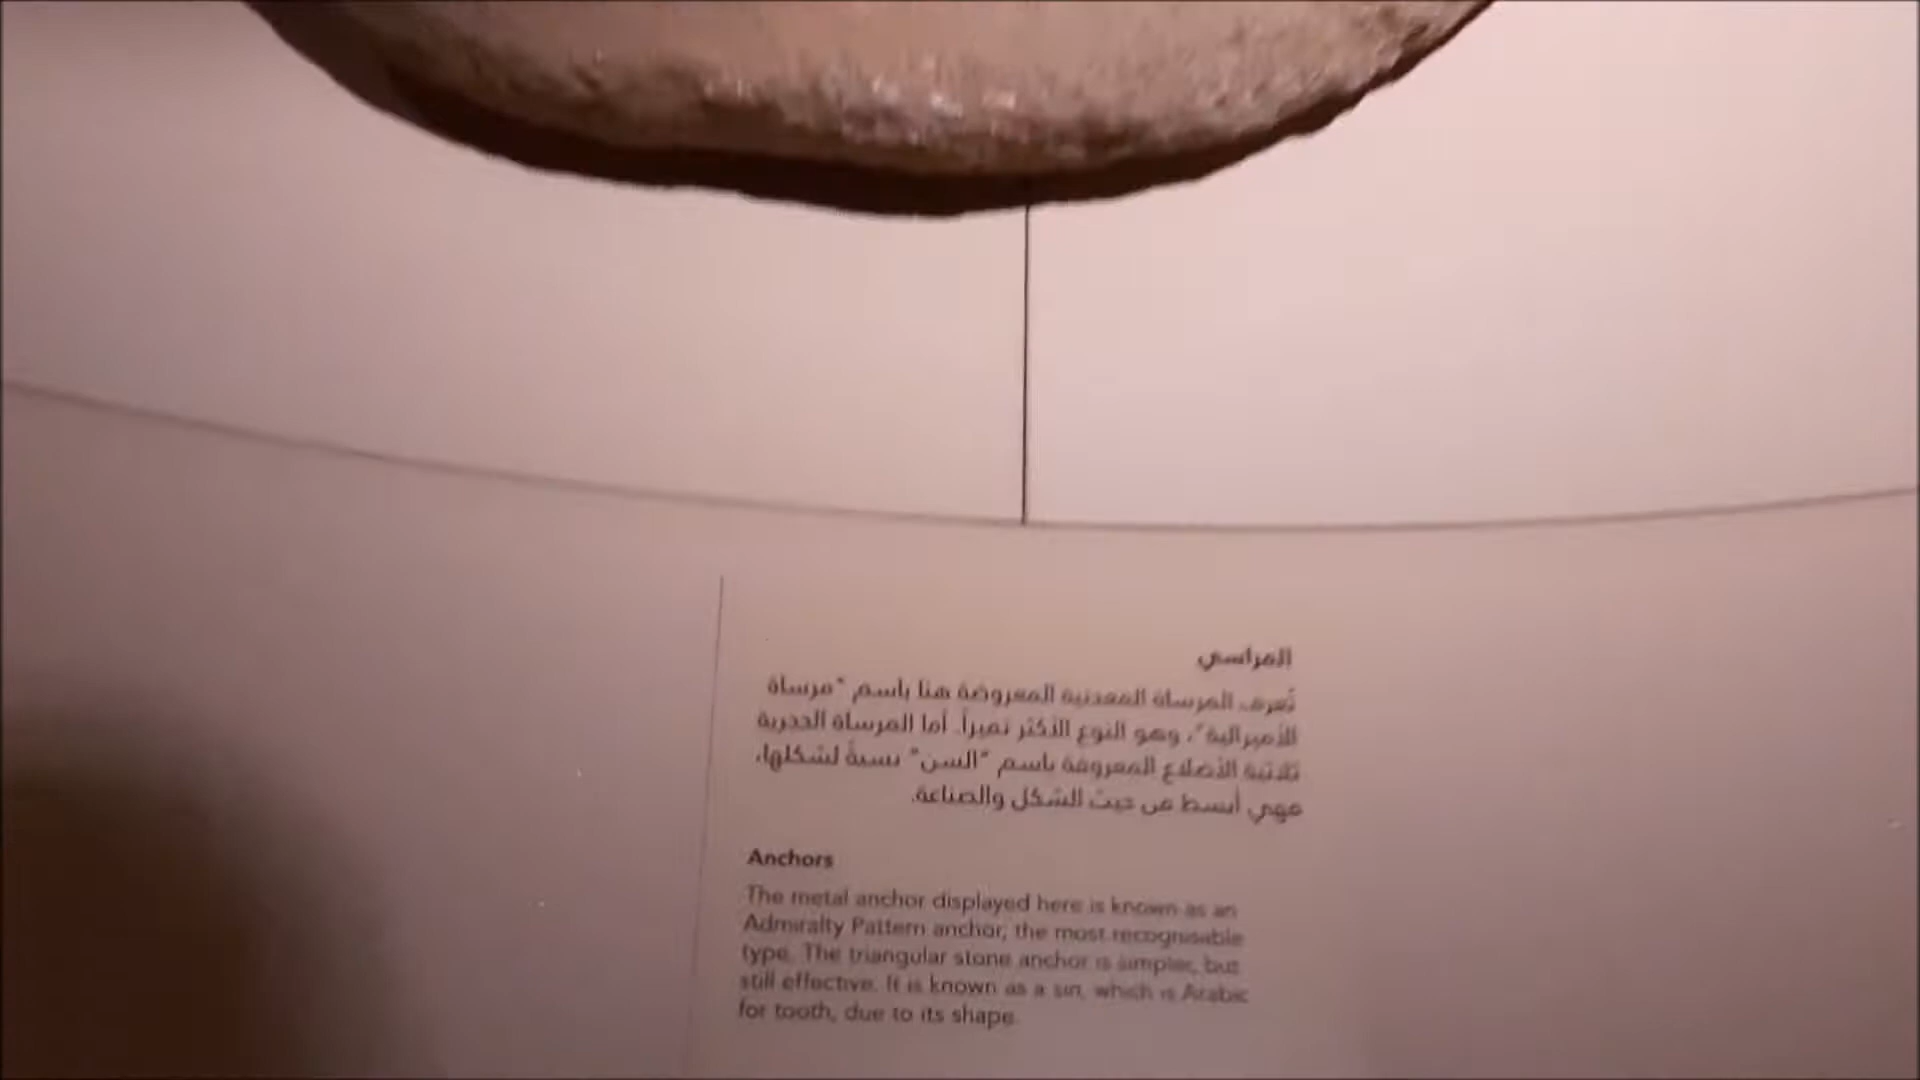 المراسي
تُعرف المرساة المعدنية المعروضة هنا باسم "مرساة
الأميرالية"، وهو النوع الأكثر تميزاً. أما المرساة الحجرية
ثلاثية الأضلاع المعروفة باسم "السن" نسبةً لشكلها،
فهي أبسط من حيث الشكل والصناعة.
Anchors
The metal anchor displayed here is known as an
Admiralty Pattern anchor, the most recognisable
type. The triangular stone anchor is simpler, but
still effective. It is known as a sin, which is Arabic
for tooth, due to its shape.